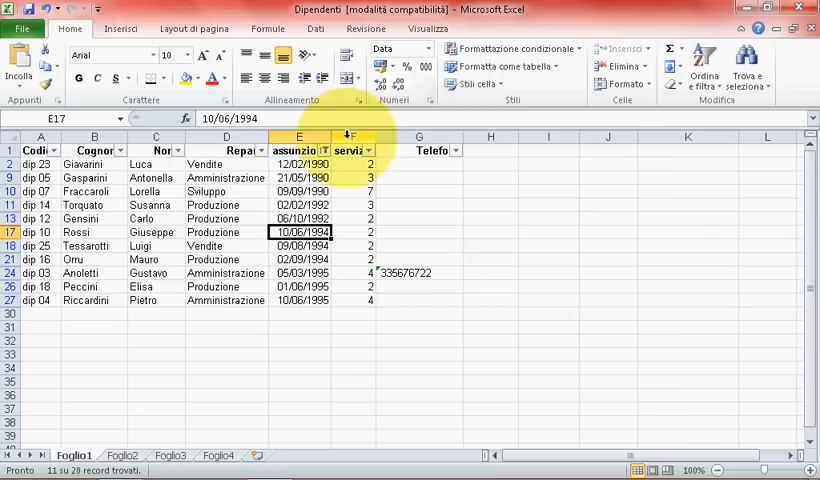 Dipendenti [modalità compatibilità] - Microsoft Excel
File Home Inserisci Layout di pagina Formule Dati Revisione Visualizza
Incolla
Arial 10
G C S
Data
% 000
Formattazione condizionale
Formatta come tabella
Stili cella
Inserisci
Elimina
Formato
Ordina e filtra
Trova e seleziona
Appunti Carattere Allineamento Numeri Stili Celle Modifica
E17 fx 10/06/1994
A B C D E F G H I J K L
1 Codi Cognor Nor Repa assunzio serviz Telefo
2 dip 23 Giavarini Luca Vendite 12/02/1990 2
9 dip 05 Gasparini Antonella Amministrazione 21/05/1990 3
10 dip 07 Fraccaroli Lorella Sviluppo 09/09/1990 7
11 dip 14 Torquato Susanna Produzione 02/02/1992 3
13 dip 12 Gensini Carlo Produzione 06/10/1992 2
17 dip 10 Rossi Giuseppe Produzione 10/06/1994 2
18 dip 25 Tessarotti Luigi Vendite 09/08/1994 2
21 dip 16 Orru Mauro Produzione 02/09/1994 2
24 dip 03 Anoletti Gustavo Amministrazione 05/03/1995 4 335676722
26 dip 18 Peccini Elisa Produzione 01/06/1995 2
27 dip 04 Riccardini Pietro Amministrazione 10/06/1995 4
30
31
32
33
34
35
36
37
38
39
Foglio1 Foglio2 Foglio3 Foglio4
Pronto 11 su 28 record trovati. 100%